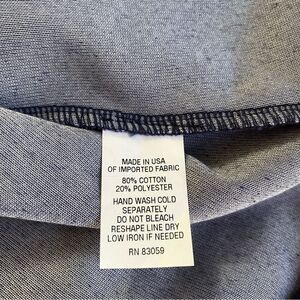 MADE IN USA
OF IMPORTED FABRIC
80% COTTON
20% POLYESTER
HAND WASH COLD
SEPARATELY
DO NOT BLEACH
RESHAPE LINE DRY
LOW IRON IF NEEDED
RN 83059